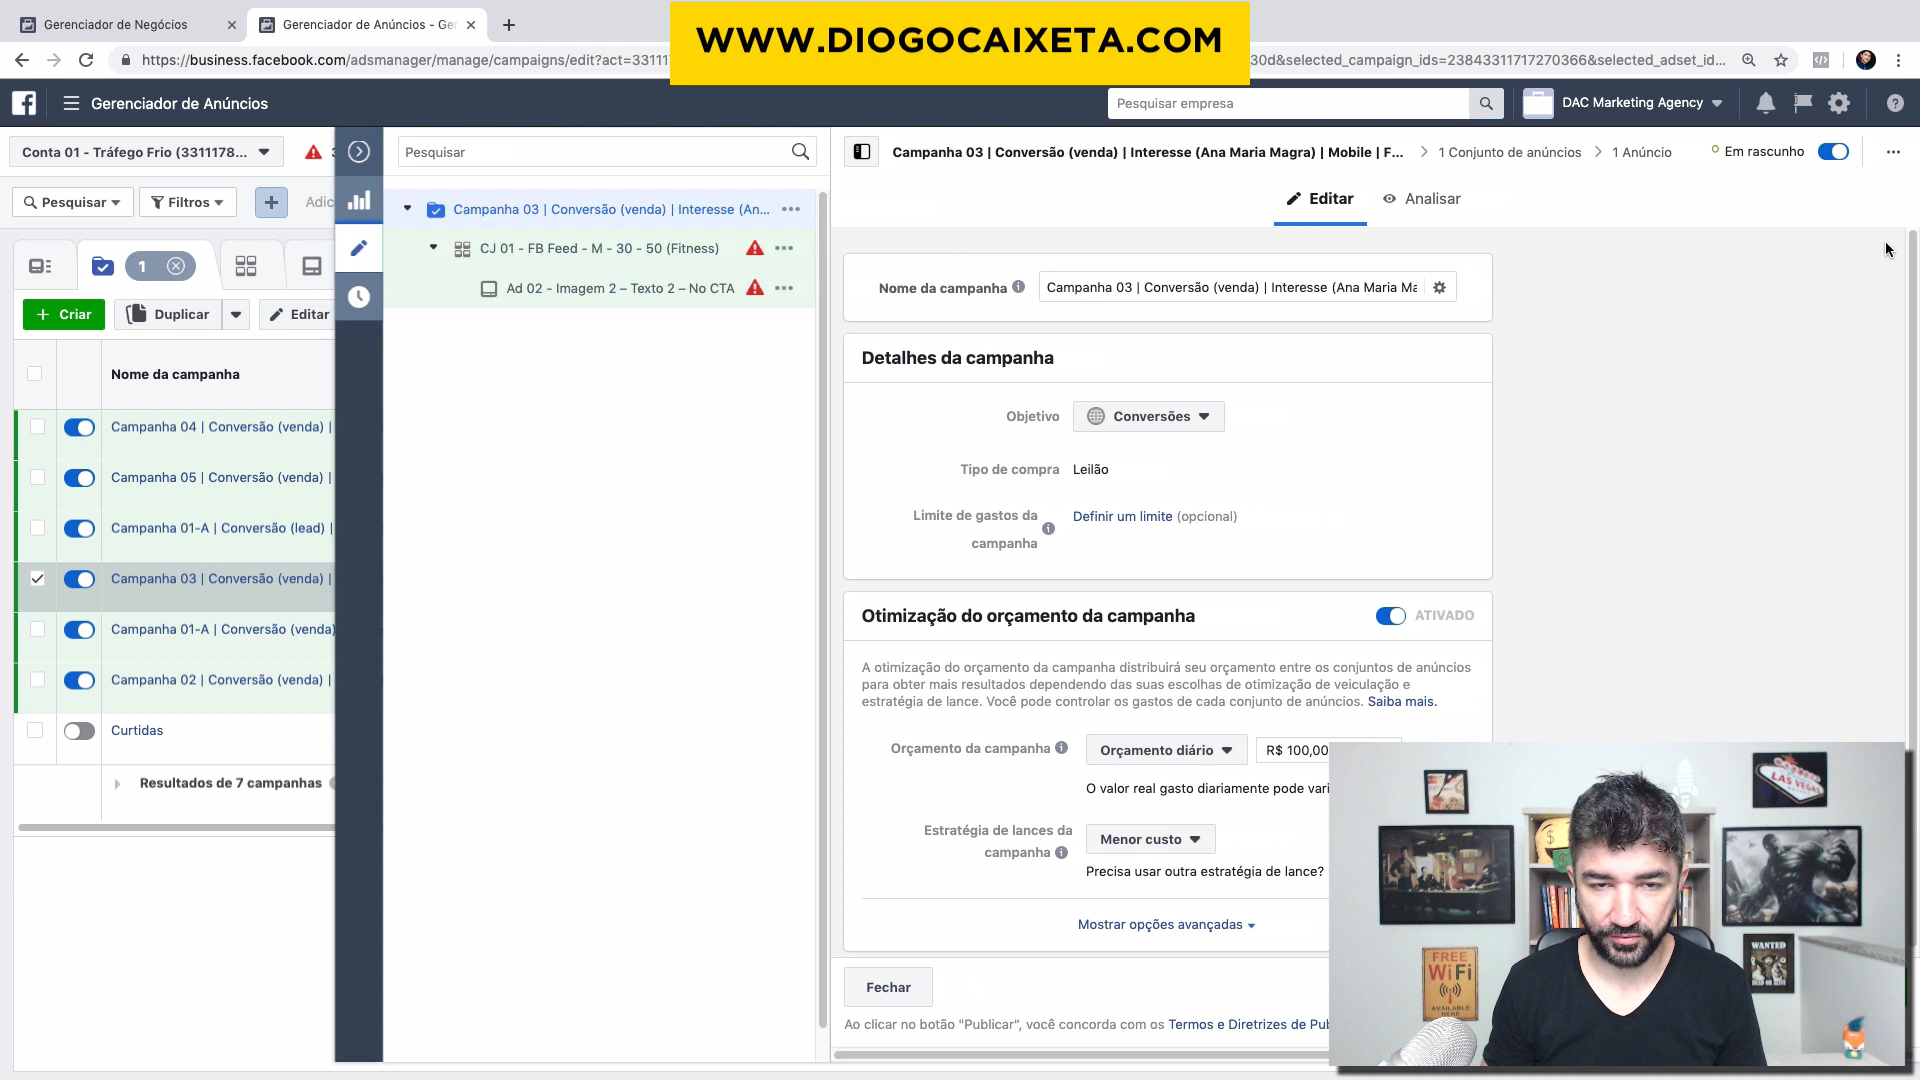 Gerenciador de Negócios
Gerenciador de Anúncios - Ge
WWW.DIOGOCAIXETA.COM
https://business.facebook.com/adsmanager/manage/campaigns/edit?act=33111
30d&selected_campaign_ids=23843311717270366&selected_adset_id...
Gerenciador de Anúncios
Pesquisar empresa
DAC Marketing Agency
Conta 01 - Tráfego Frio (3311178...
Pesquisar
Campanha 03 | Conversão (venda) | Interesse (Ana Maria Magra) | Mobile | F...
1 Conjunto de anúncios
1 Anúncio
Em rascunho
Pesquisar
Filtros
Adic
Editar
Analisar
Campanha 03 | Conversão (venda) | Interesse (An...
CJ 01 - FB Feed - M - 30 - 50 (Fitness)
Ad 02 - Imagem 2 – Texto 2 – No CTA
1
Criar
Duplicar
Editar
Nome da campanha
Campanha 04 | Conversão (venda) |
Campanha 05 | Conversão (venda) |
Campanha 01-A | Conversão (lead) |
Campanha 03 | Conversão (venda) |
Campanha 01-A | Conversão (venda)
Campanha 02 | Conversão (venda) |
Curtidas
Resultados de 7 campanhas
Nome da campanha
Campanha 03 | Conversão (venda) | Interesse (Ana Maria Ma
Detalhes da campanha
Objetivo
Conversões
Tipo de compra
Leilão
Limite de gastos da
campanha
Definir um limite (opcional)
Otimização do orçamento da campanha
ATIVADO
A otimização do orçamento da campanha distribuirá seu orçamento entre os conjuntos de anúncios
para obter mais resultados dependendo das suas escolhas de otimização de veiculação e
estratégia de lance. Você pode controlar os gastos de cada conjunto de anúncios. Saiba mais.
Orçamento da campanha
Orçamento diário
R$ 100,00
O valor real gasto diariamente pode vari
Estratégia de lances da
campanha
Menor custo
Precisa usar outra estratégia de lance?
Mostrar opções avançadas
Fechar
Ao clicar no botão "Publicar", você concorda com os Termos e Diretrizes de Pub
LAS VEGAS
FREE
WiFi
AVAILABLE
HERE
WANTED
DEAD OR ALIVE